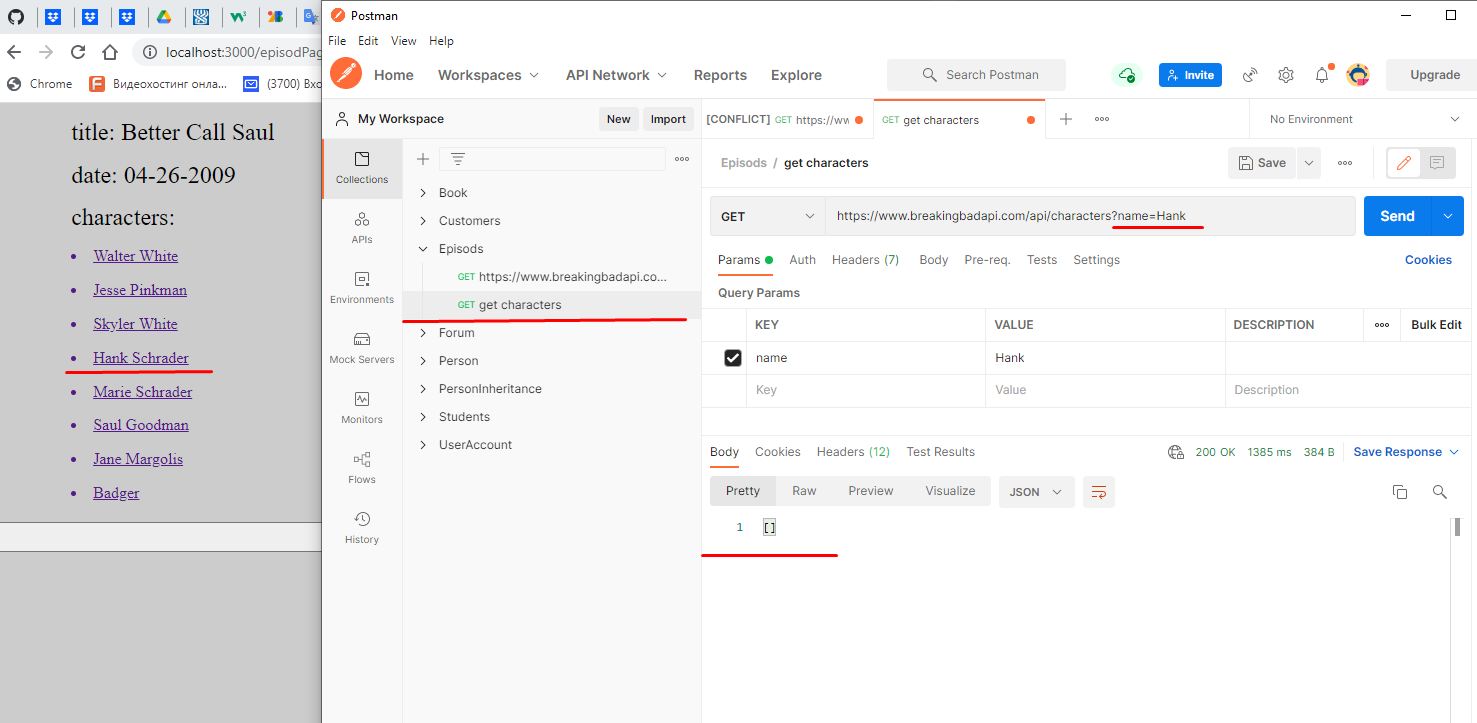 Postman
File Edit View Help
localhost:3000/episodPag
Home Workspaces API Network Reports Explore
Search Postman
Invite
Upgrade
Chrome Видеохостинг онла... (3700) Вхо
title: Better Call Saul
date: 04-26-2009
characters:
Walter White
Jesse Pinkman
Skyler White
Hank Schrader
Marie Schrader
Saul Goodman
Jane Margolis
Badger
My Workspace
New
Import
Collections
APIs
Environments
Mock Servers
Monitors
Flows
History
Book
Customers
Episods
GET https://www.breakingbadapi.co...
GET get characters
Forum
Person
PersonInheritance
Students
UserAccount
[CONFLICT] GET https://ww
GET get characters
No Environment
Episods / get characters
Save
GET
https://www.breakingbadapi.com/api/characters?name=Hank
Send
Params Auth Headers (7) Body Pre-req. Tests Settings
Cookies
Query Params
KEY VALUE DESCRIPTION
Bulk Edit
name Hank
Key Value Description
Body Cookies Headers (12) Test Results
200 OK 1385 ms 384 B
Save Response
Pretty Raw Preview Visualize
JSON
1 []